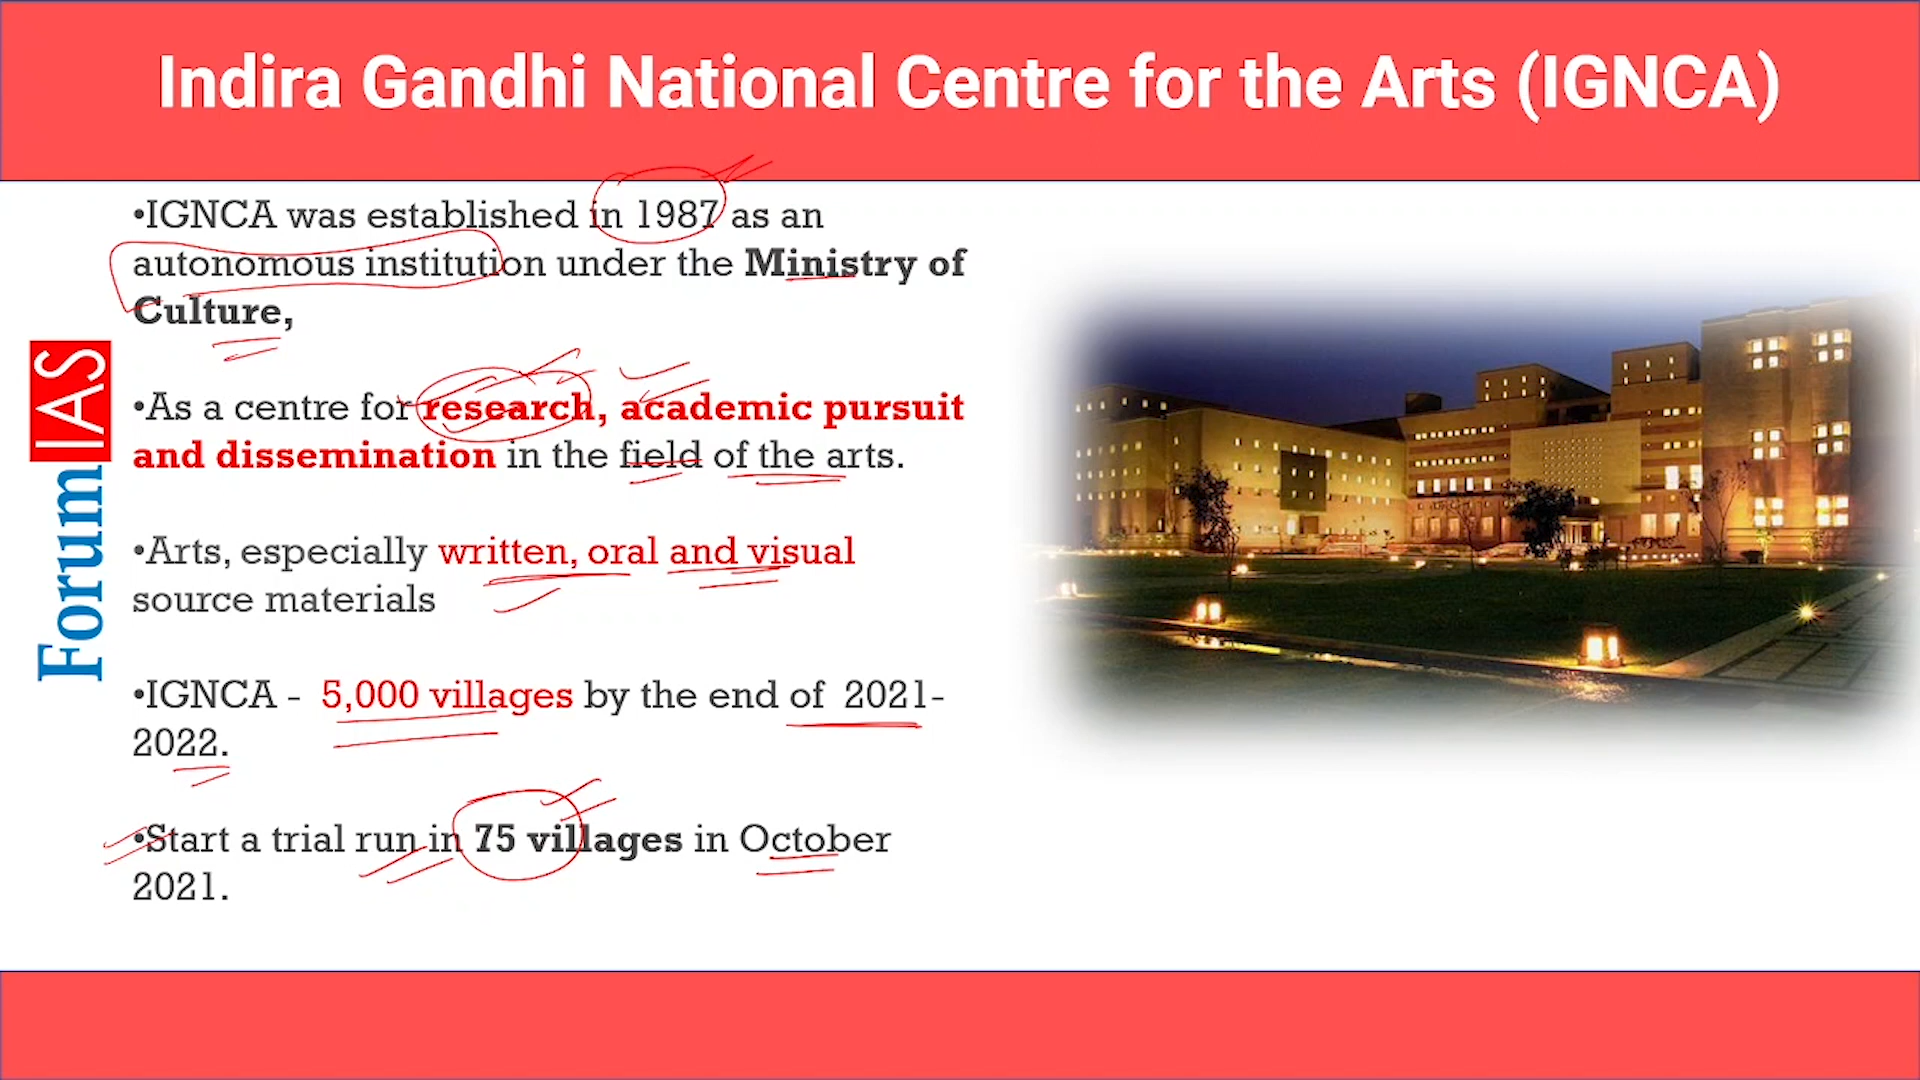 Indira Gandhi National Centre for the Arts (IGNCA)
•IGNCA was established in 1987 as an
autonomous institution under the Ministry of
Culture,
•As a centre for research, academic pursuit
and dissemination in the field of the arts.
•Arts, especially written, oral and visual
source materials
•IGNCA - 5,000 villages by the end of 2021-
2022.
•Start a trial run in 75 villages in October
2021.
Forum IAS